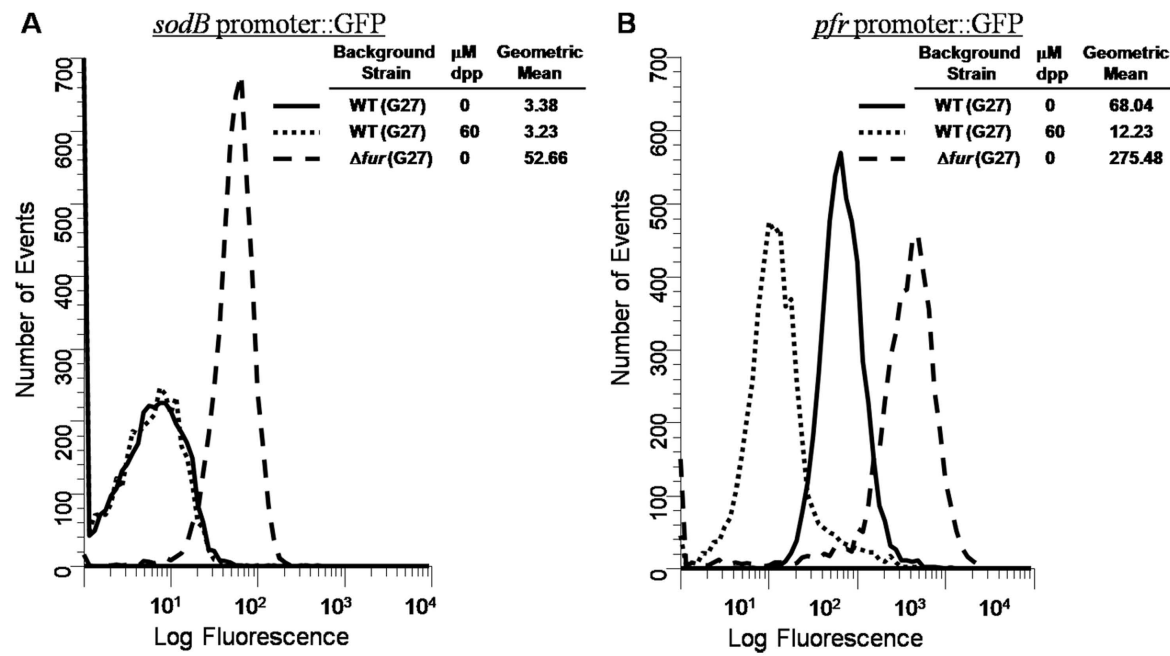 A
sodB promoter::GFP
Background Strain μM dpp Geometric Mean
WT (G27) 0 3.38
WT (G27) 60 3.23
Δfur (G27) 0 52.66
Number of Events
700
600
500
400
300
200
100
0
10¹ 10² 10³ 10⁴
Log Fluorescence
B
pfr promoter::GFP
Background Strain μM dpp Geometric Mean
WT (G27) 0 68.04
WT (G27) 60 12.23
Δfur (G27) 0 275.48
Number of Events
700
600
500
400
300
200
100
0
10¹ 10² 10³ 10⁴
Log Fluorescence